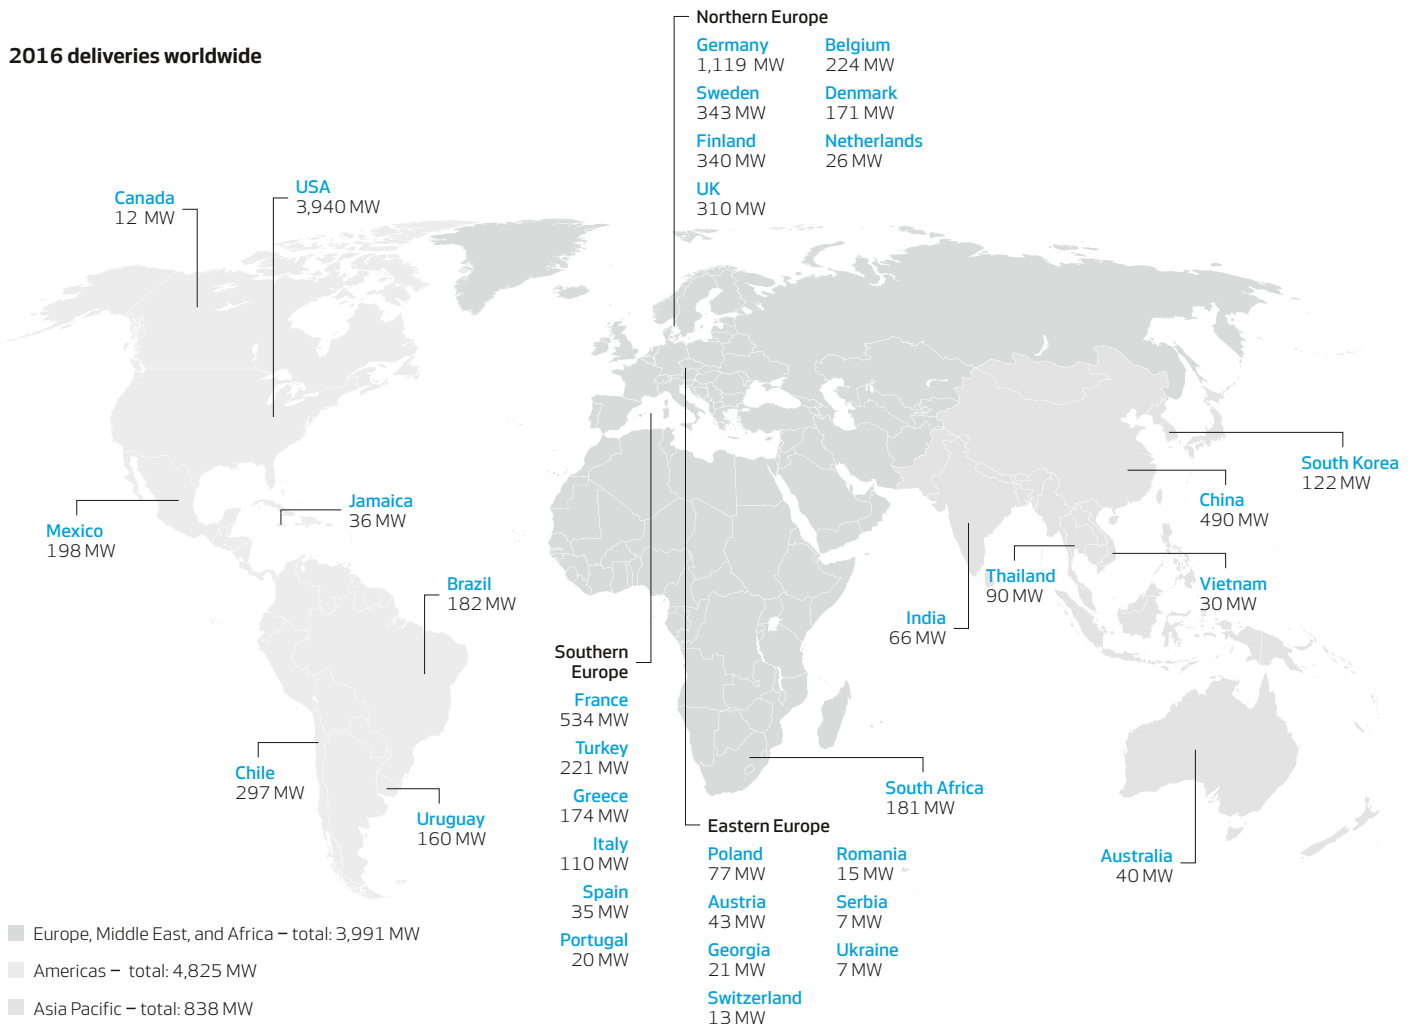 2016 deliveries worldwide
Northern Europe
Germany
1,119 MW
Sweden
343 MW
Finland
340 MW
UK
310 MW
Belgium
224 MW
Denmark
171 MW
Netherlands
26 MW
Canada
12 MW
USA
3,940 MW
Mexico
198 MW
Jamaica
36 MW
Brazil
182 MW
Chile
297 MW
Uruguay
160 MW
Southern
Europe
France
534 MW
Turkey
221 MW
Greece
174 MW
Italy
110 MW
Spain
35 MW
Portugal
20 MW
Eastern Europe
Poland
77 MW
Austria
43 MW
Georgia
21 MW
Switzerland
13 MW
Romania
15 MW
Serbia
7 MW
Ukraine
7 MW
South Africa
181 MW
South Korea
122 MW
China
490 MW
Thailand
90 MW
Vietnam
30 MW
India
66 MW
Australia
40 MW
Europe, Middle East, and Africa – total: 3,991 MW
Americas – total: 4,825 MW
Asia Pacific – total: 838 MW